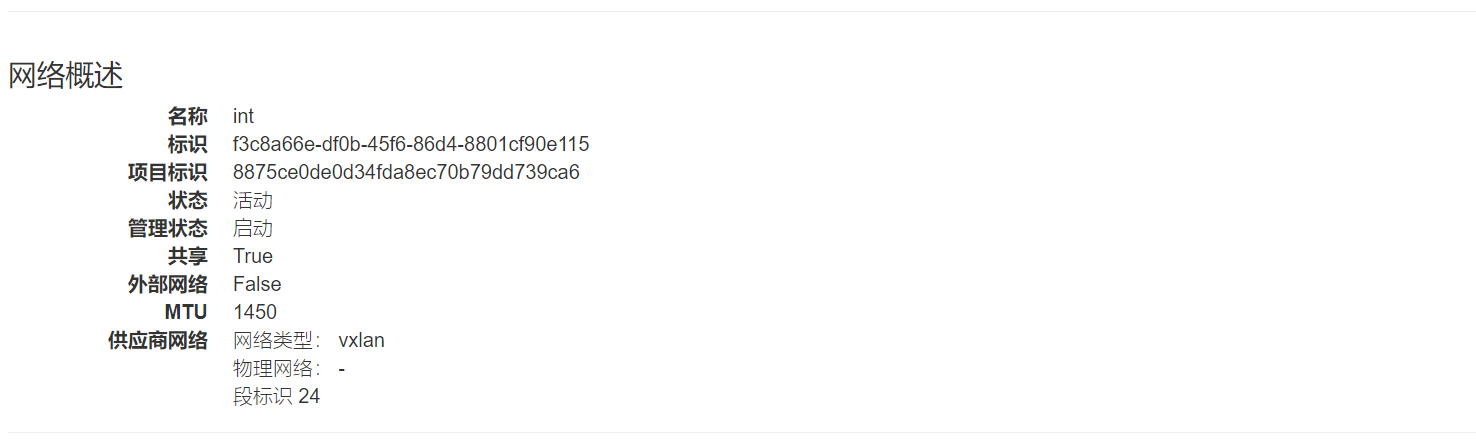 网络概述
名称 int
标识 f3c8a66e-df0b-45f6-86d4-8801cf90e115
项目标识 8875ce0de0d34fda8ec70b79dd739ca6
状态 活动
管理状态 启动
共享 True
外部网络 False
MTU 1450
供应商网络 网络类型： vxlan
物理网络： -
段标识 24